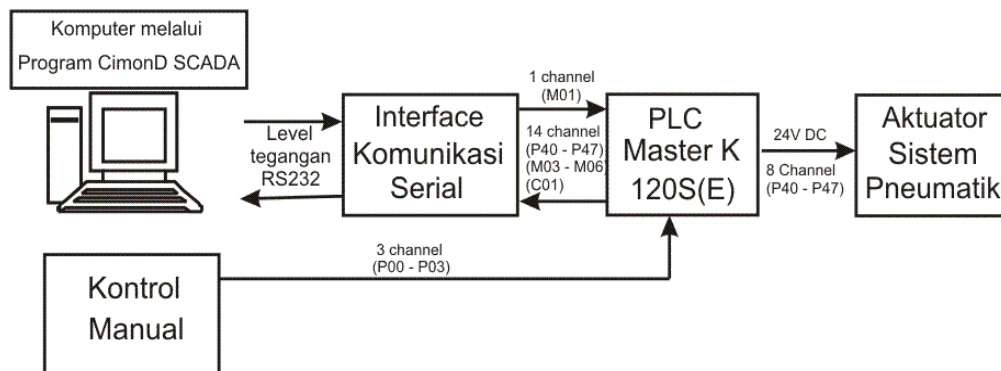 Komputer melalui
Program CimonD SCADA
Level
tegangan
RS232
Interface
Komunikasi
Serial
1 channel
(M01)
14 channel
(P40 - P47)
(M03 - M06)
(C01)
PLC
Master K
120S(E)
24V DC
8 Channel
(P40 - P47)
Aktuator
Sistem
Pneumatik
3 channel
(P00 - P03)
Kontrol
Manual